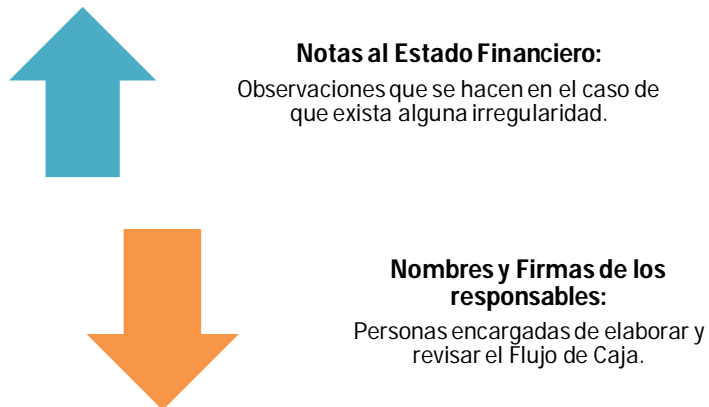 Notas al Estado Financiero:
Observaciones que se hacen en el caso de
que exista alguna irregularidad.
Nombres y Firmas de los
responsables:
Personas encargadas de elaborar y
revisar el Flujo de Caja.